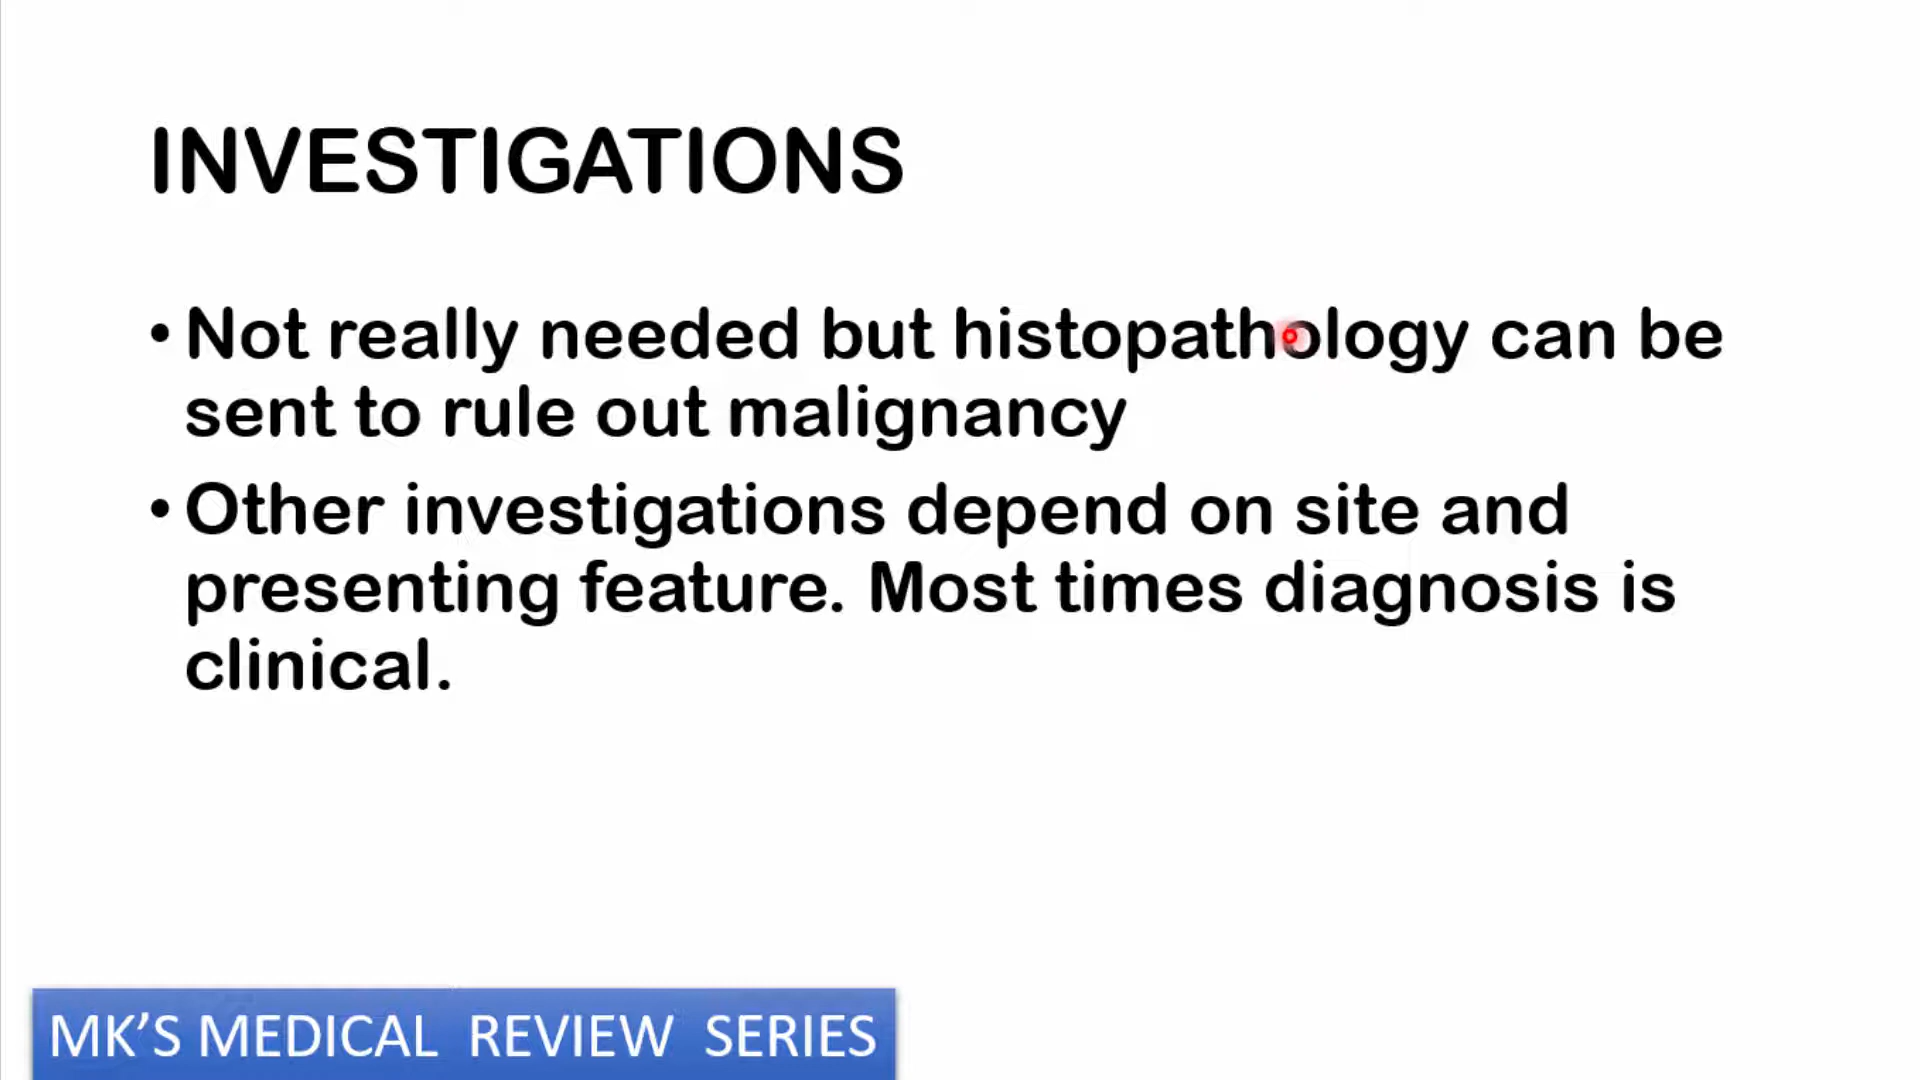 INVESTIGATIONS
• Not really needed but histopathology can be
sent to rule out malignancy
• Other investigations depend on site and
presenting feature. Most times diagnosis is
clinical.
MK’S MEDICAL REVIEW SERIES